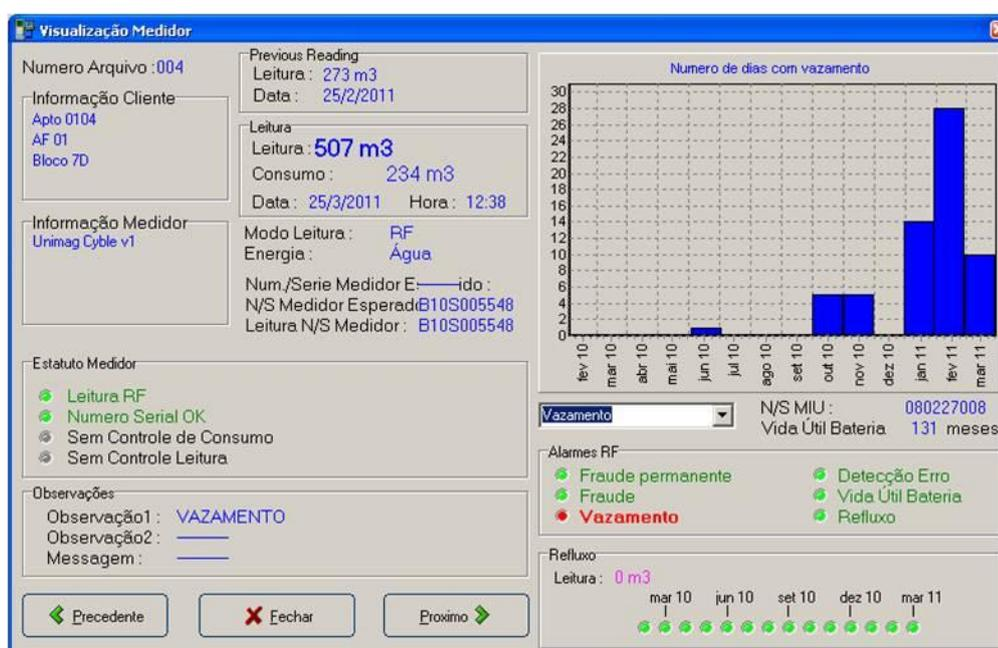 Visualização Medidor
Numero Arquivo :004
Informação Cliente
Apto 0104
AF 01
Bloco 7D
Informação Medidor
Unimag Cyble v1
Previous Reading
Leitura : 273 m3
Data : 25/2/2011
Leitura
Leitura : 507 m3
Consumo : 234 m3
Data : 25/3/2011 Hora : 12:38
Modo Leitura : RF
Energia : Água
Num./Serie Medidor E ido :
N/S Medidor Esperado B10S005548
Leitura N/S Medidor : B10S005548
Estatuto Medidor
Leitura RF
Numero Serial OK
Sem Controle de Consumo
Sem Controle Leitura
Observações
Observação1 : VAZAMENTO
Observação2 :
Messagem :
Precedente
Fechar
Proximo
Numero de dias com vazamento
30
28
26
24
22
20
18
16
14
12
10
8
6
4
2
0
fev 10
mar 10
abr 10
mai 10
jun 10
jul 10
ago 10
set 10
out 10
nov 10
dez 10
jan 11
fev 11
mar 11
Vazamento
N/S MIU : 080227008
Vida Útil Bateria 131 meses
Alarmes RF
Fraude permanente
Fraude
Vazamento
Detecção Erro
Vida Útil Bateria
Refluxo
Refluxo
Leitura : 0 m3
mar 10 jun 10 set 10 dez 10 mar 11